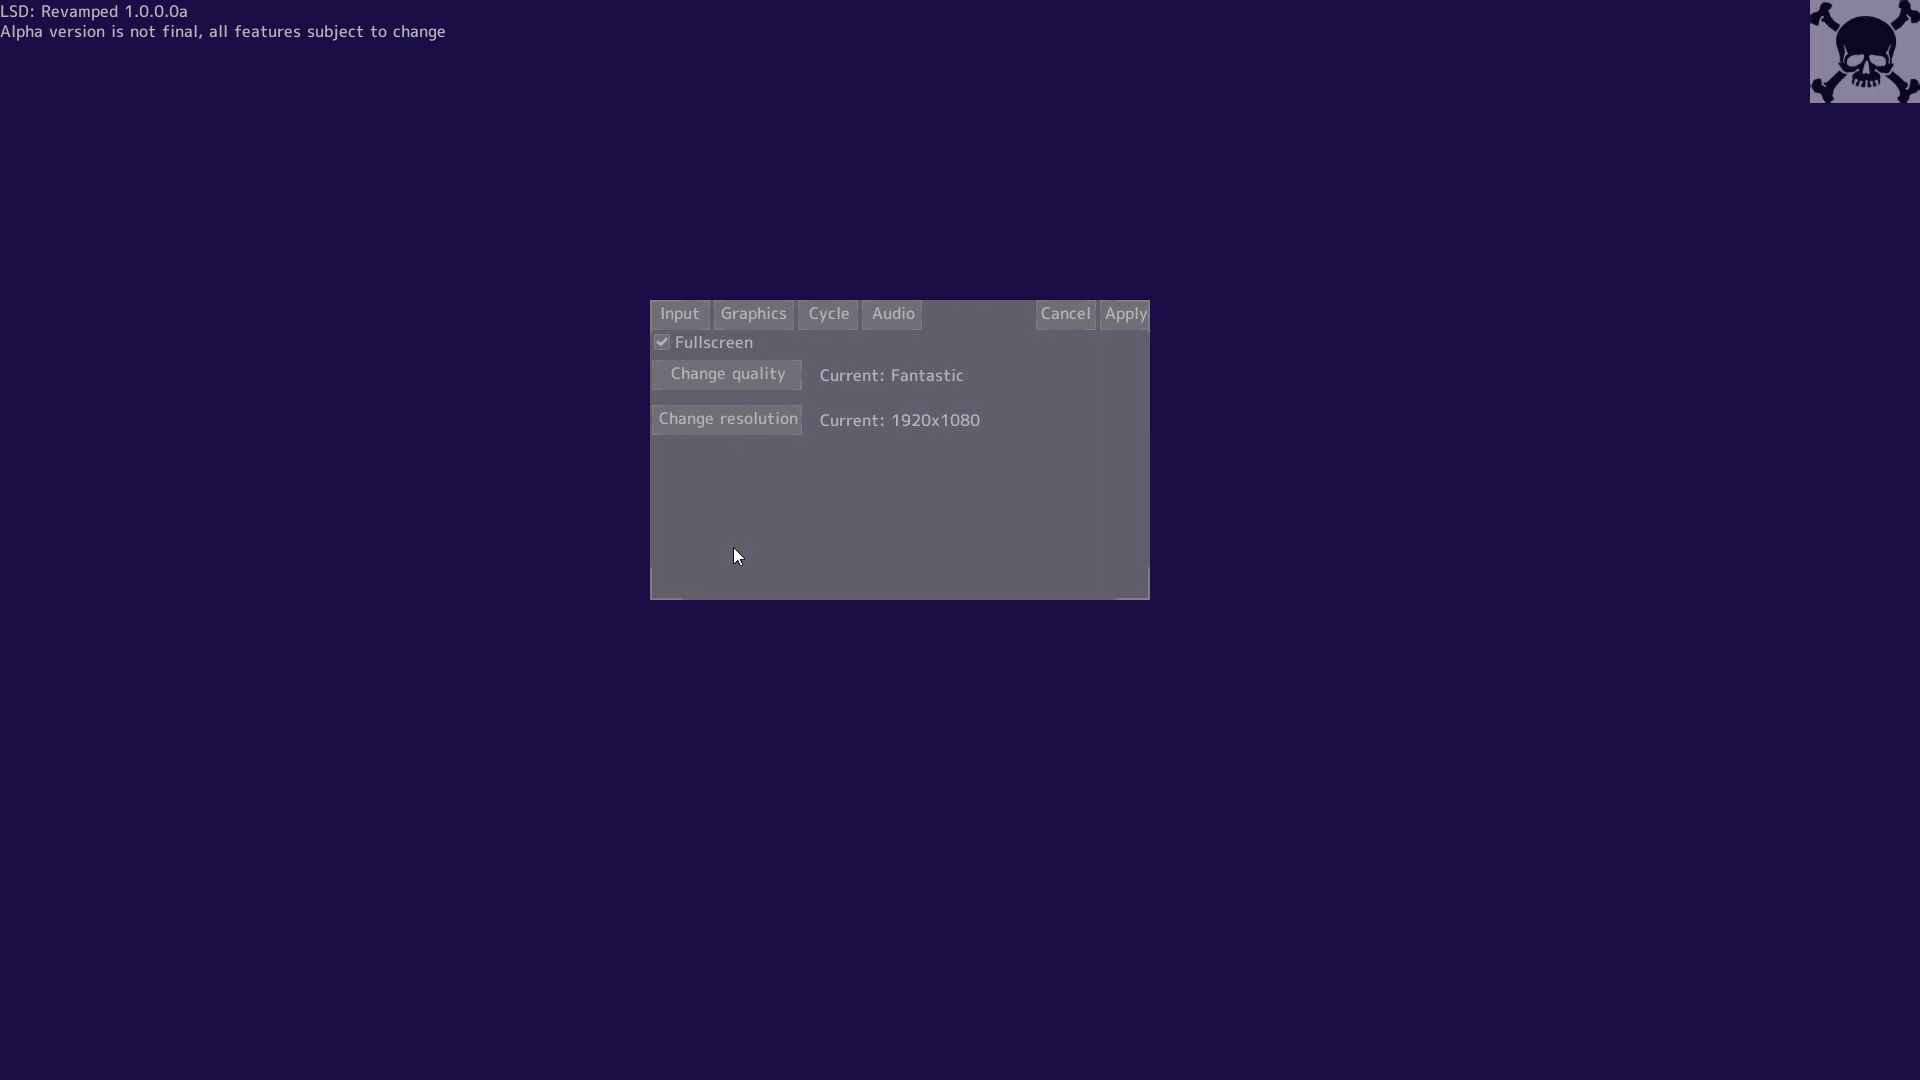 LSD: Revamped 1.0.0.0a
Alpha version is not final, all features subject to change
Input Graphics Cycle Audio Cancel Apply
Fullscreen
Change quality Current: Fantastic
Change resolution Current: 1920x1080